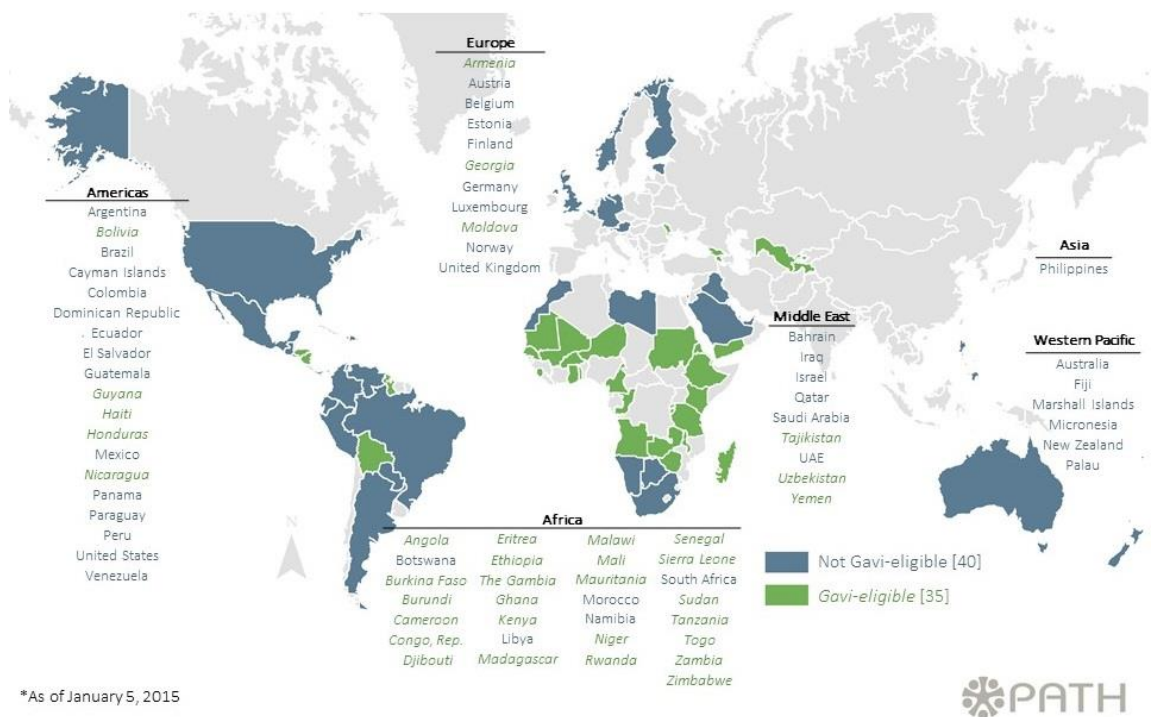 Europe
Armenia
Austria
Belgium
Estonia
Finland
Georgia
Germany
Luxembourg
Moldova
Norway
United Kingdom
Americas
Argentina
Bolivia
Brazil
Cayman Islands
Colombia
Dominican Republic
Ecuador
El Salvador
Guatemala
Guyana
Haiti
Honduras
Mexico
Nicaragua
Panama
Paraguay
Peru
United States
Venezuela
Asia
Philippines
Middle East
Bahrain
Iraq
Israel
Qatar
Saudi Arabia
Tajikistan
UAE
Uzbekistan
Yemen
Western Pacific
Australia
Fiji
Marshall Islands
Micronesia
New Zealand
Palau
N
Africa
Angola Eritrea Malawi Senegal
Botswana Ethiopia Mali Sierra Leone
Burkina Faso The Gambia Mauritania South Africa
Burundi Ghana Morocco Sudan
Cameroon Kenya Namibia Tanzania
Congo, Rep. Libya Niger Togo
Djibouti Madagascar Rwanda Zambia
Zimbabwe
Not Gavi-eligible [40]
Gavi-eligible [35]
*As of January 5, 2015
PATH